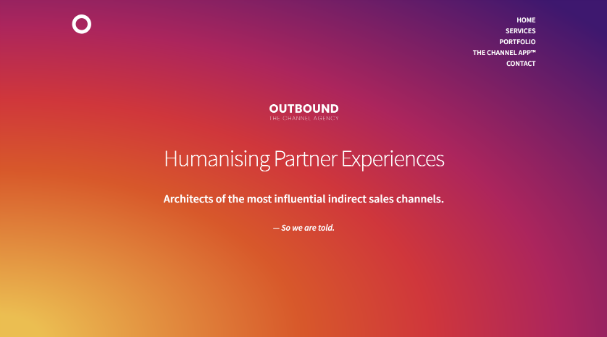 HOME
SERVICES
PORTFOLIO
THE CHANNEL APP™
CONTACT
OUTBOUND
THE CHANNEL AGENCY
Humanising Partner Experiences
Architects of the most influential indirect sales channels.
— So we are told.